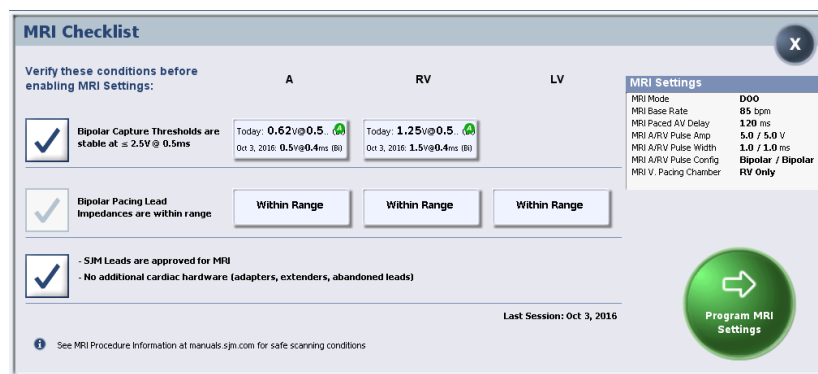 MRI Checklist
X
Verify these conditions before
enabling MRI Settings:
A
RV
LV
Bipolar Capture Thresholds are
stable at ≤ 2.5V @ 0.5ms
Today: 0.62V@0.5..
Oct 3, 2016: 0.5V@0.4ms (Bi)
Today: 1.25V@0.5..
Oct 3, 2016: 1.5V@0.4ms (Bi)
Bipolar Pacing Lead
Impedances are within range
Within Range
Within Range
Within Range
- SJM Leads are approved for MRI
- No additional cardiac hardware (adapters, extenders, abandoned leads)
Last Session: Oct 3, 2016
See MRI Procedure Information at manuals.sjm.com for safe scanning conditions
MRI Settings
MRI Mode DOO
MRI Base Rate 85 bpm
MRI Paced AV Delay 120 ms
MRI A/RV Pulse Amp 5.0 / 5.0 V
MRI A/RV Pulse Width 1.0 / 1.0 ms
MRI A/RV Pulse Config Bipolar / Bipolar
MRI V. Pacing Chamber RV Only
Program MRI
Settings